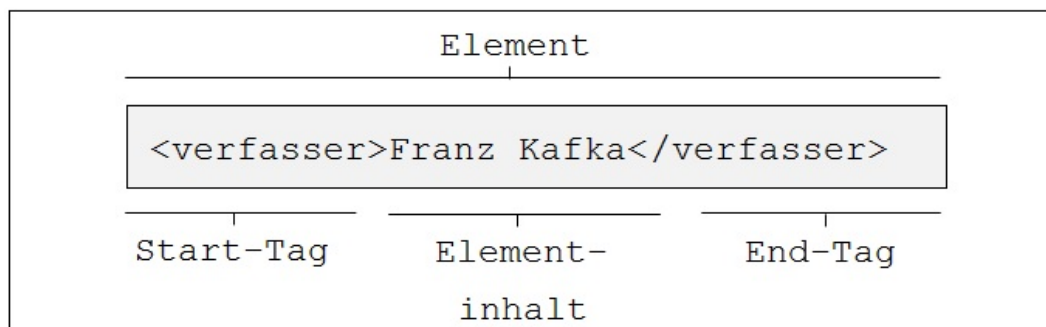 Element
<verfasser>Franz Kafka</verfasser>
Start-Tag Element- End-Tag
inhalt